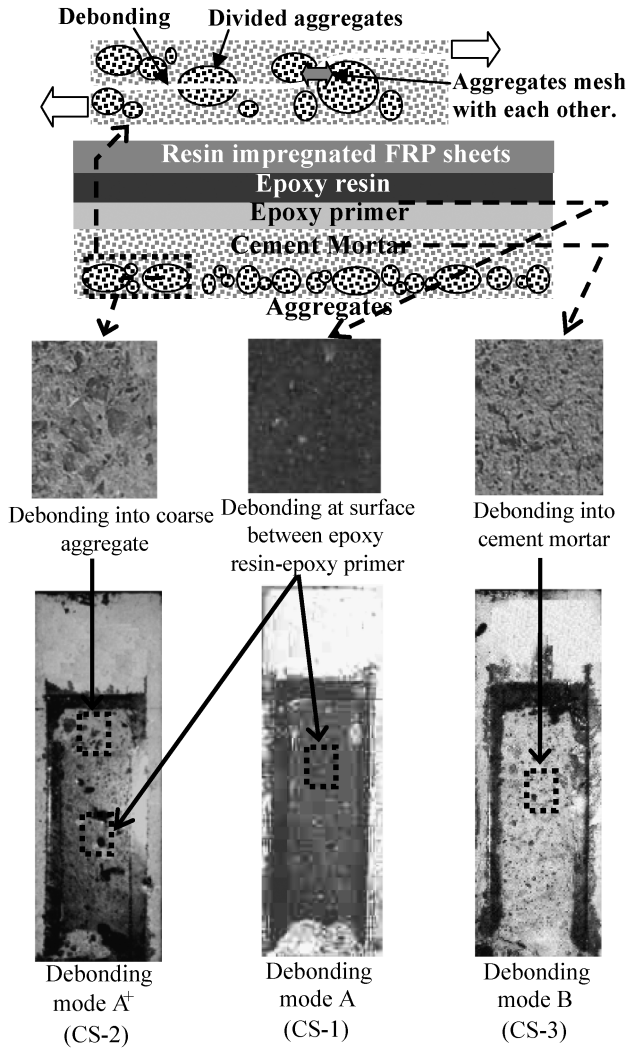 Debonding
Divided aggregates
Aggregates mesh
with each other.
Resin impregnated FRP sheets
Epoxy resin
Epoxy primer
Cement Mortar
Aggregates
Debonding into coarse
aggregate
Debonding at surface
between epoxy
resin-epoxy primer
Debonding into
cement mortar
Debonding
mode A⁺
(CS-2)
Debonding
mode A
(CS-1)
Debonding
mode B
(CS-3)